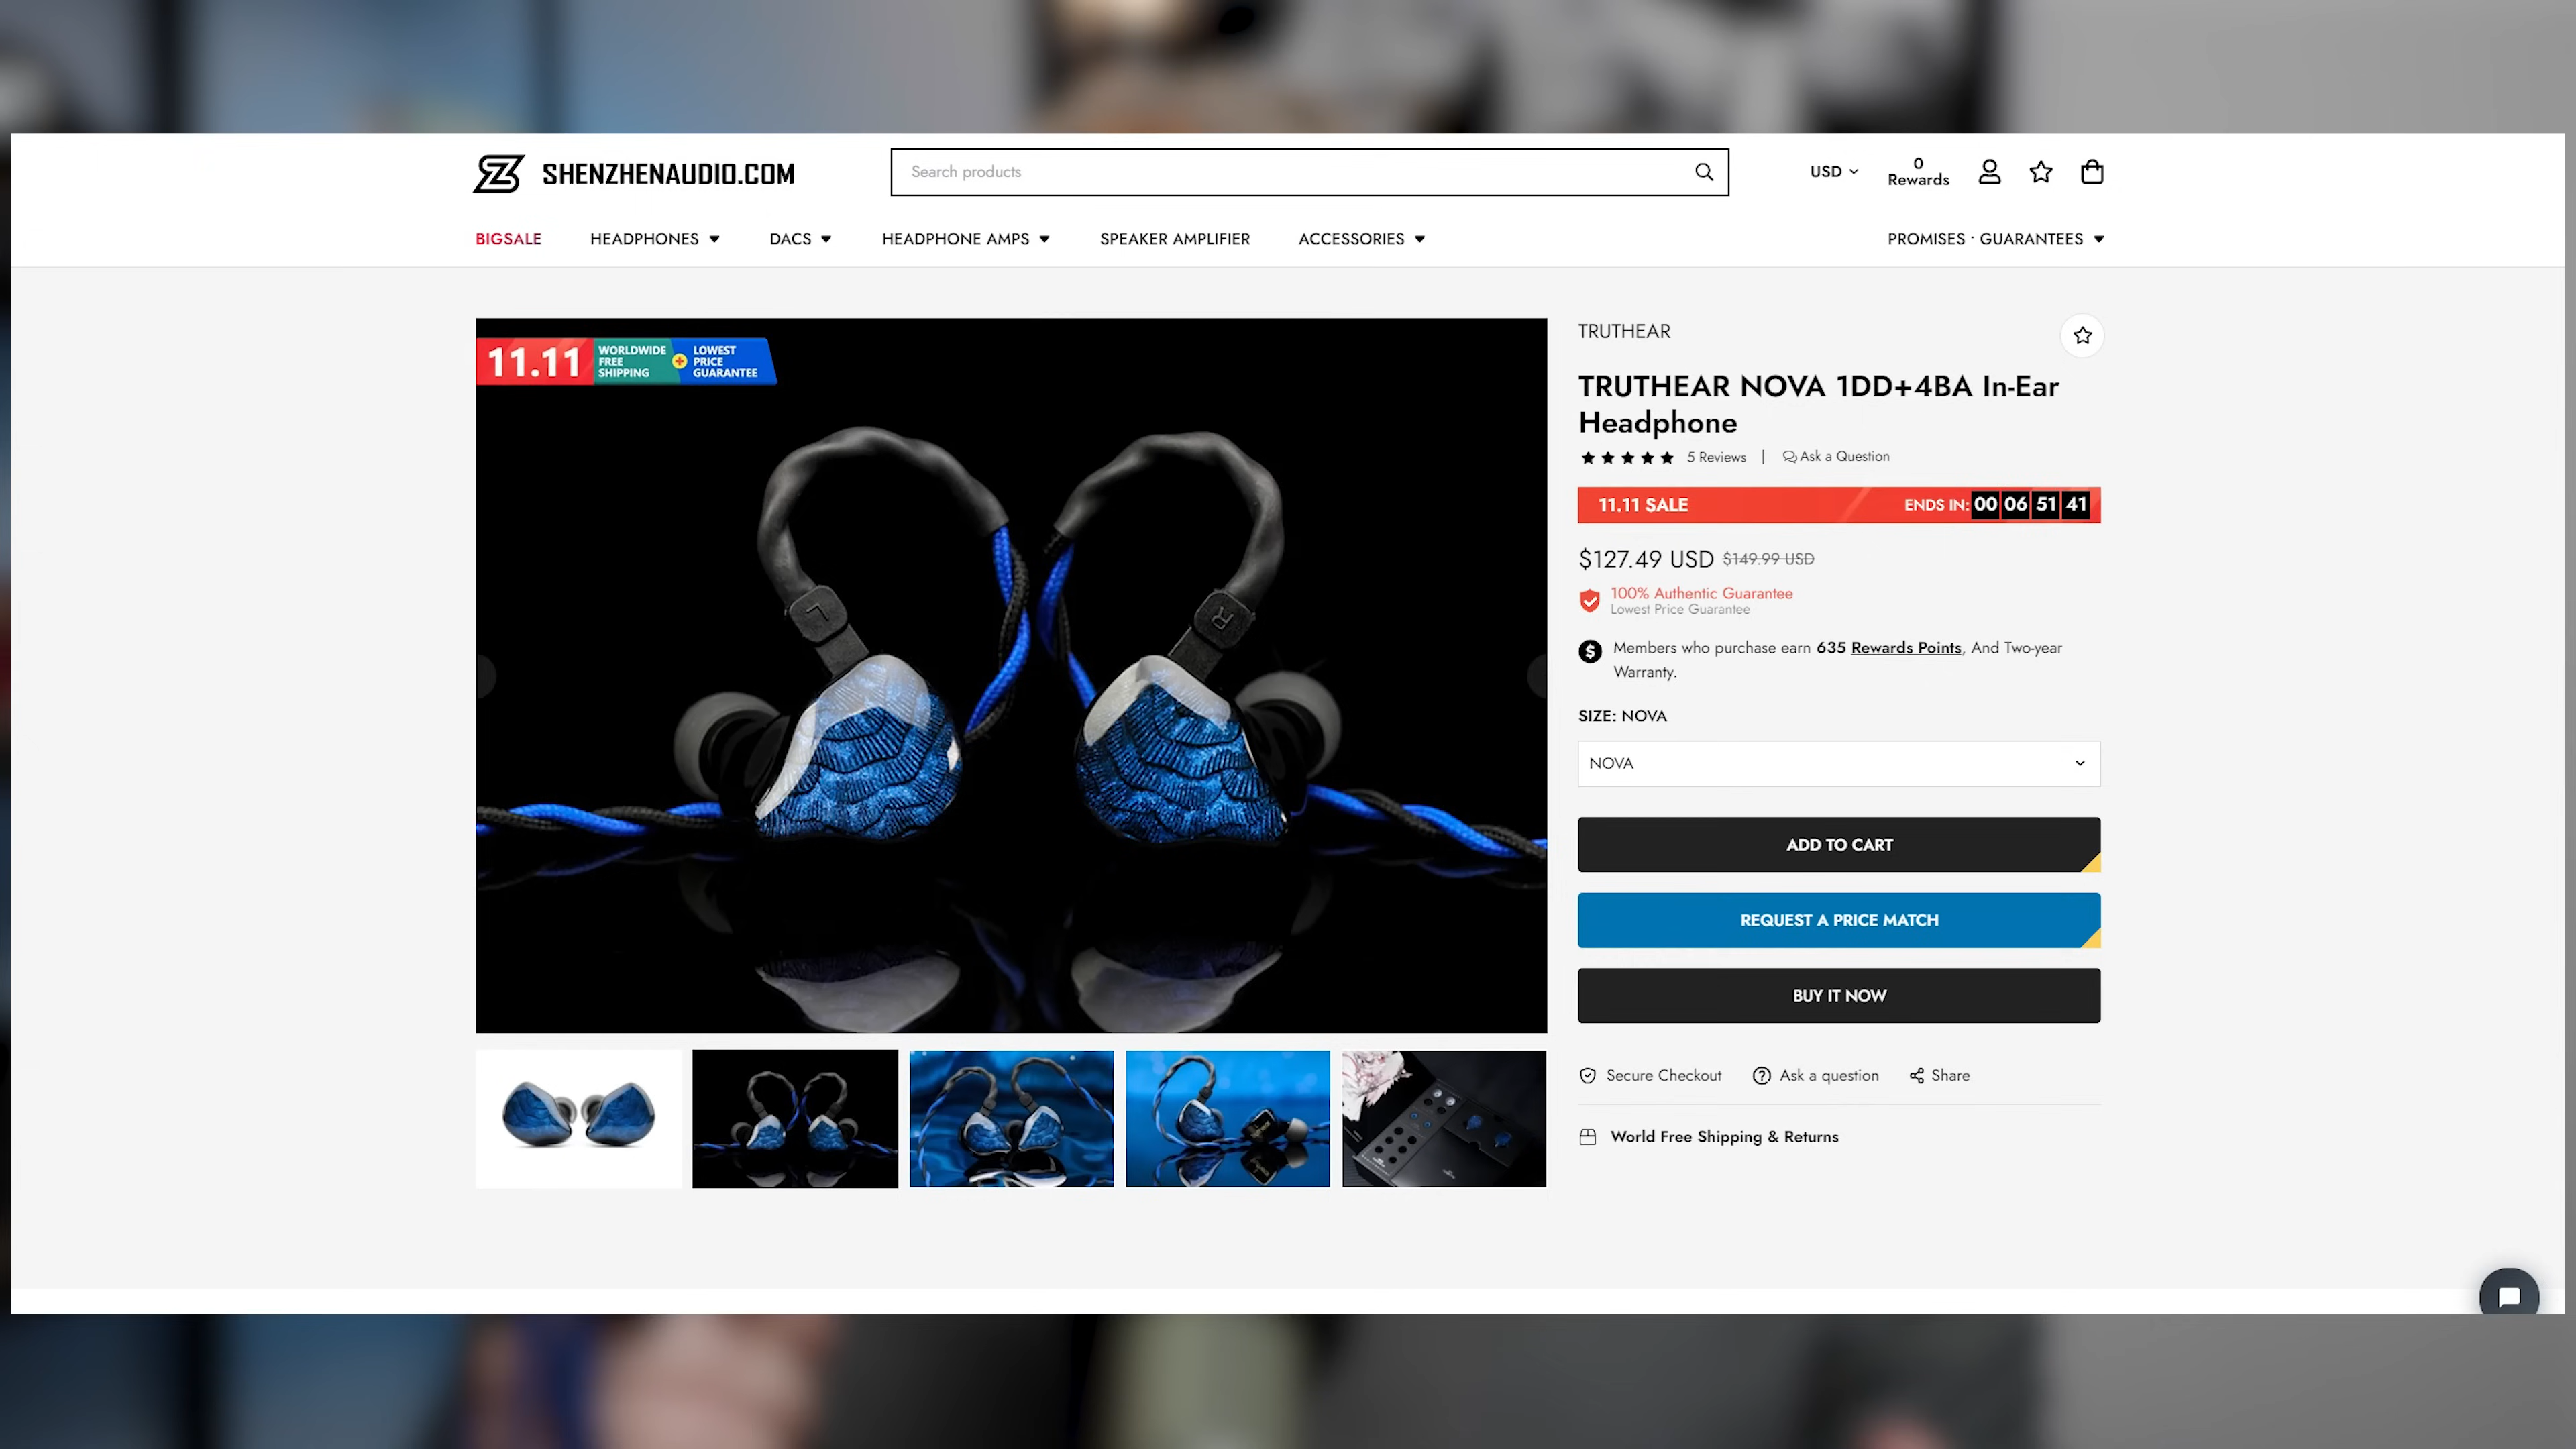 SHENZHENAUDIO.COM
Search products
USD
0
Rewards
BIGSALE
HEADPHONES
DACS
HEADPHONE AMPS
SPEAKER AMPLIFIER
ACCESSORIES
PROMISES · GUARANTEES
11.11
WORLDWIDE
FREE
SHIPPING
LOWEST
PRICE
GUARANTEE
L
R
TRUTHEAR
TRUTHEAR NOVA 1DD+4BA In-Ear
Headphone
5 Reviews | Ask a Question
11.11 SALE
ENDS IN: 00 06 51 41
$127.49 USD $149.99 USD
100% Authentic Guarantee
Lowest Price Guarantee
Members who purchase earn 635 Rewards Points, And Two-year
Warranty.
SIZE: NOVA
NOVA
ADD TO CART
REQUEST A PRICE MATCH
BUY IT NOW
Secure Checkout
Ask a question
Share
World Free Shipping & Returns